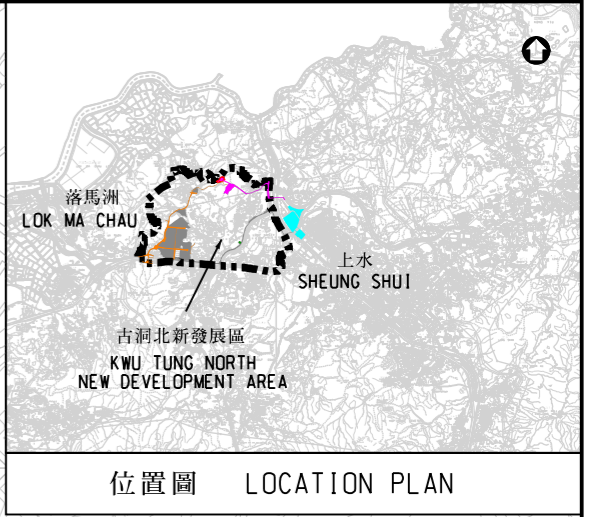 落馬洲
LOK MA CHAU
上水
SHEUNG SHUI
古洞北新發展區
KWU TUNG NORTH
NEW DEVELOPMENT AREA
位置圖 LOCATION PLAN